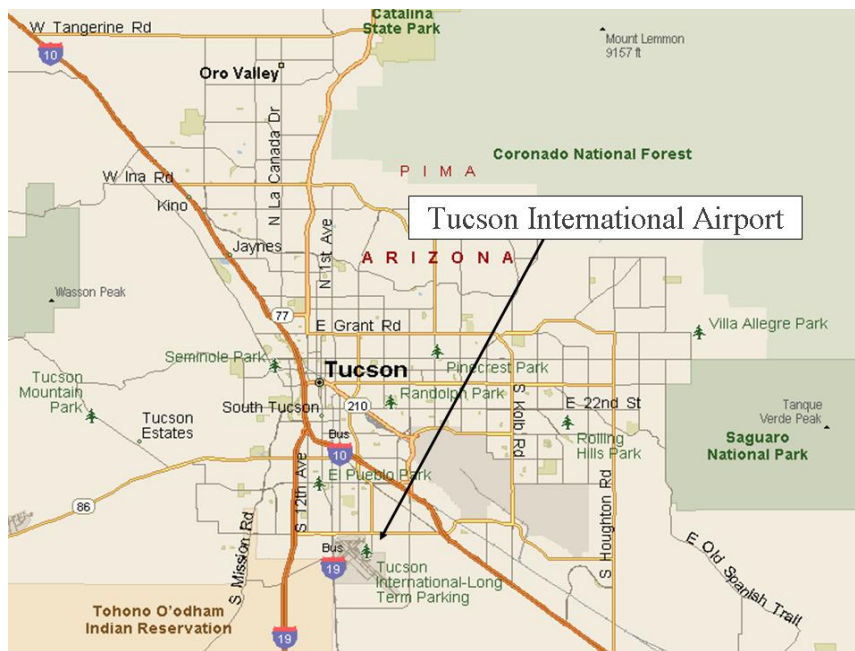 Catalina
State Park
W Tangerine Rd
10
Mount Lemmon
9157 ft
Oro Valley
N La Canada Dr
Coronado National Forest
P I M A
W Ina Rd
Kino
Tucson International Airport
N 1st Ave
Jaynes
A R I Z O N A
Wasson Peak
77
E Grant Rd
Villa Allegre Park
Seminole Park
Tucson
Pinecrest Park
Tucson
Mountain
Park
Randolph Park
S Kolb Rd
South Tucson
210
E 22nd St
Tanque
Verde Peak
Tucson
Estates
Bus
10
Rolling
Hills Park
Saguaro
National Park
S 12th Ave
El Pueblo Park
86
S Houghton Rd
S Mission Rd
E Old Spanish Trail
Bus
19
Tucson
International-Long
Term Parking
Tohono O'odham
Indian Reservation
19